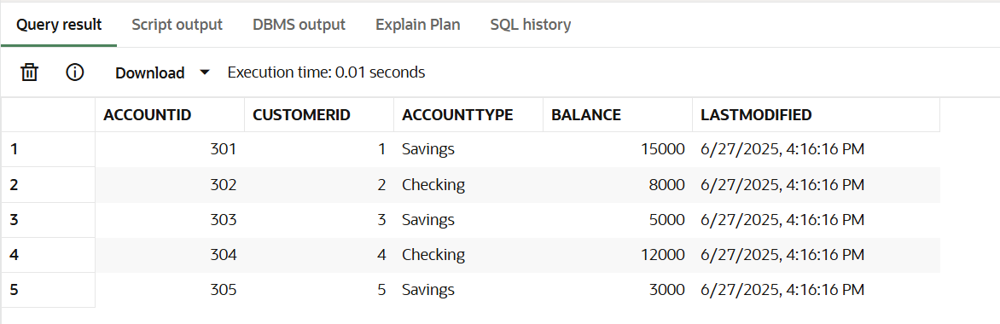 Query result Script output DBMS output Explain Plan SQL history
Download Execution time: 0.01 seconds
ACCOUNTID CUSTOMERID ACCOUNTTYPE BALANCE LASTMODIFIED
1 301 1 Savings 15000 6/27/2025, 4:16:16 PM
2 302 2 Checking 8000 6/27/2025, 4:16:16 PM
3 303 3 Savings 5000 6/27/2025, 4:16:16 PM
4 304 4 Checking 12000 6/27/2025, 4:16:16 PM
5 305 5 Savings 3000 6/27/2025, 4:16:16 PM